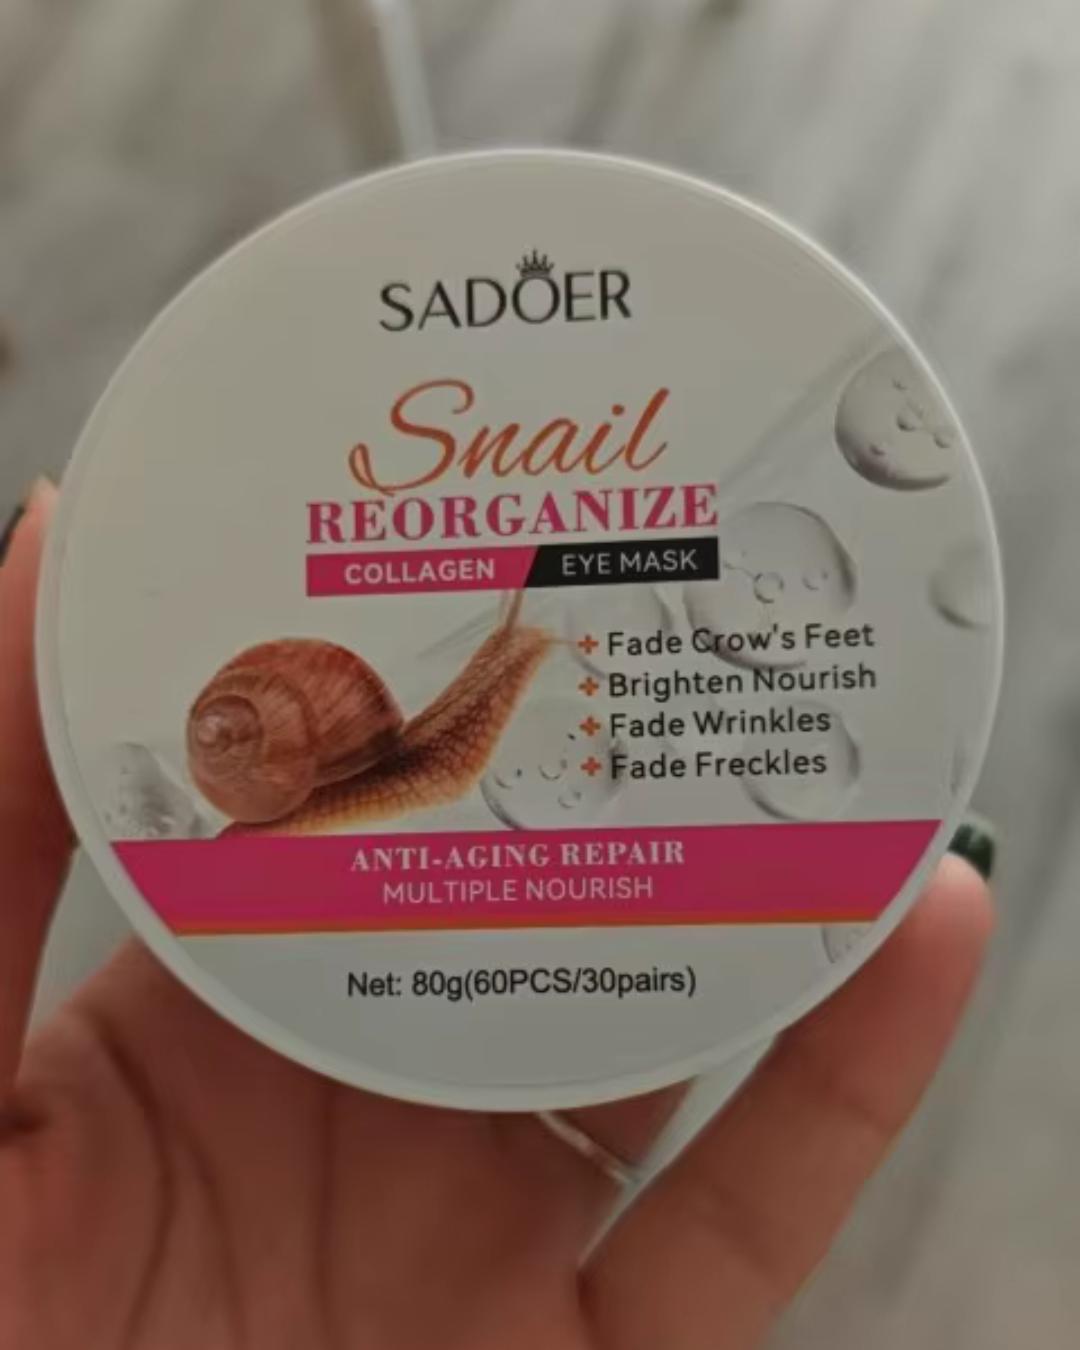 SADOER
Snail
REORGANIZE
COLLAGEN EYE MASK
+ Fade Crow's Feet
+ Brighten Nourish
+ Fade Wrinkles
+ Fade Freckles
ANTI-AGING REPAIR
MULTIPLE NOURISH
Net: 80g(60PCS/30pairs)